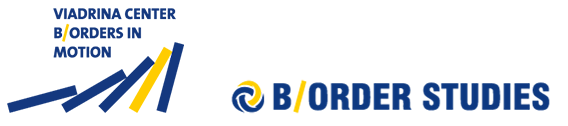 VIADRINA CENTER
B/ORDERS IN
MOTION
B/ORDER STUDIES